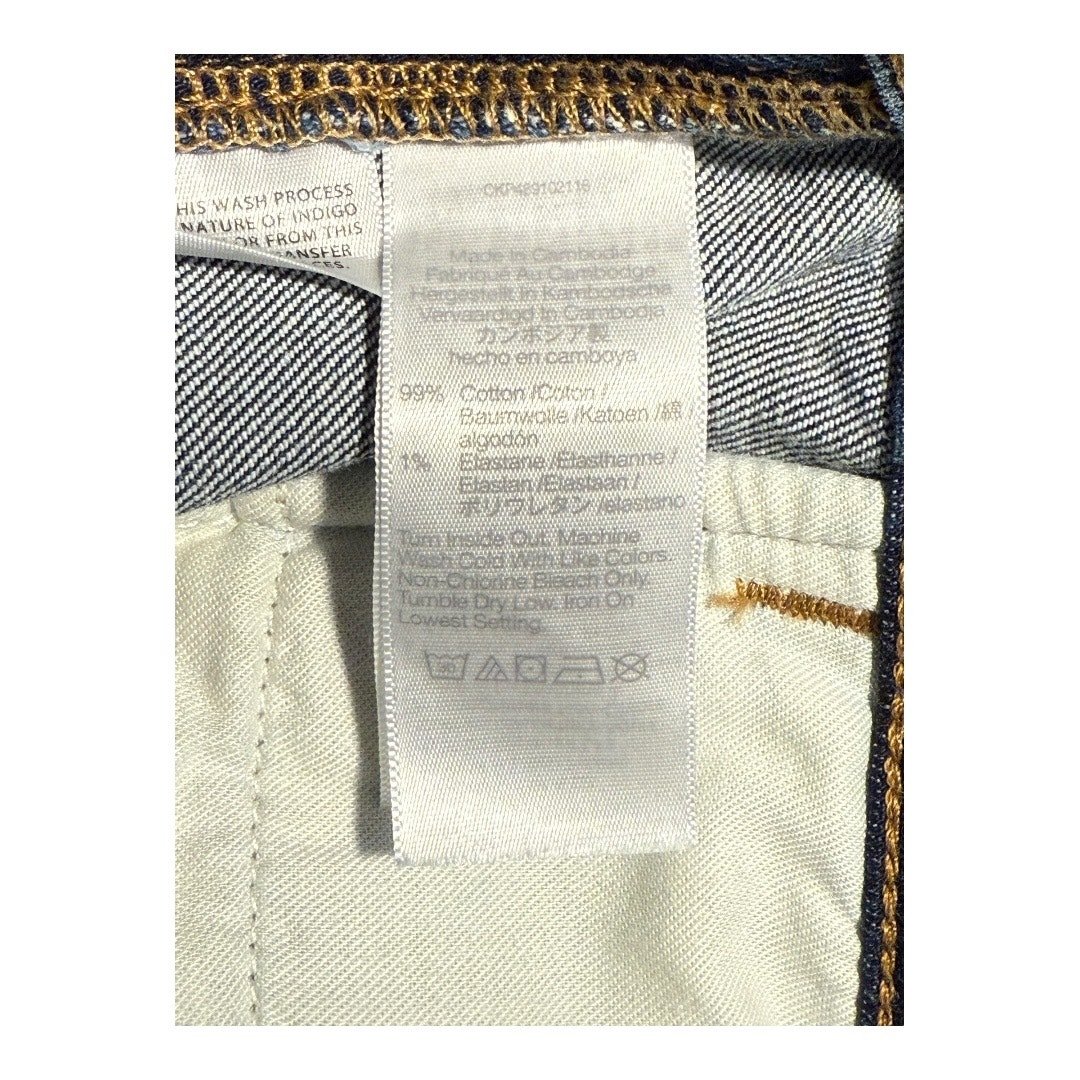 HIS WASH PROCESS
NATURE OF INDIGO
OR FROM THIS
ANSFER
CES.
Made In Cambodia
Fabriqué Au Cambodge
Hergestellt In Kambodscha
Vervaardigd In Cambodja
カンボジア製
hecho en camboya
99% Cotton /Coton /
Baumwolle /Katoen /綿 /
algodón
1% Elastane /Élasthanne /
Elastan /Elastaan /
ポリウレタン /elastano
Turn Inside Out. Machine
Wash Cold With Like Colors.
Non-Chlorine Bleach Only.
Tumble Dry Low. Iron On
Lowest Setting.